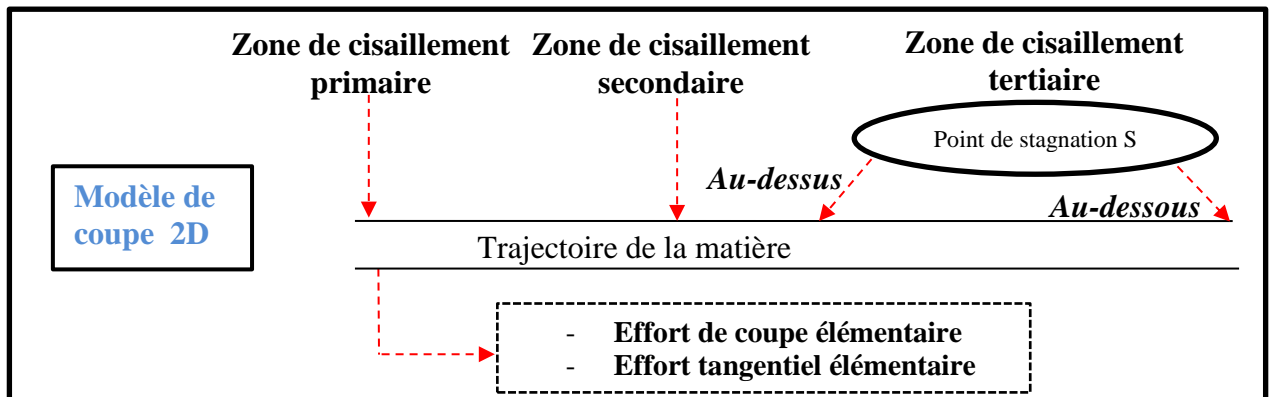 Zone de cisaillement
primaire
Zone de cisaillement
secondaire
Zone de cisaillement
tertiaire
Point de stagnation S
Au-dessus
Au-dessous
Modèle de
coupe 2D
Trajectoire de la matière
- Effort de coupe élémentaire
- Effort tangentiel élémentaire